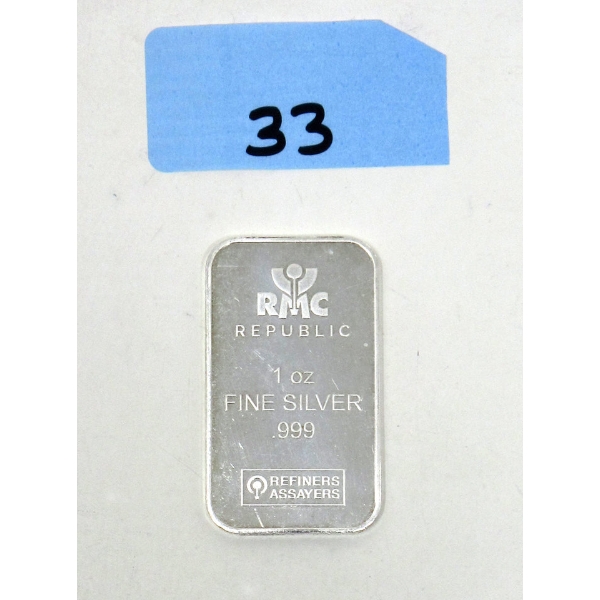 33
RMC
REPUBLIC
1 oz
FINE SILVER
.999
REFINERS
ASSAYERS